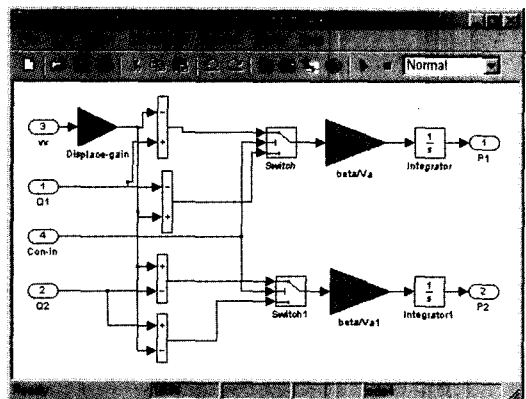 Normal
3
vv
Displace-gain
−
+
Switch
beta/Va
1
s
Integrator
1
P1
1
Q1
−
+
4
Con-in
2
Q2
+
−
+
−
Switch1
beta/Va1
1
s
Integrator1
2
P2